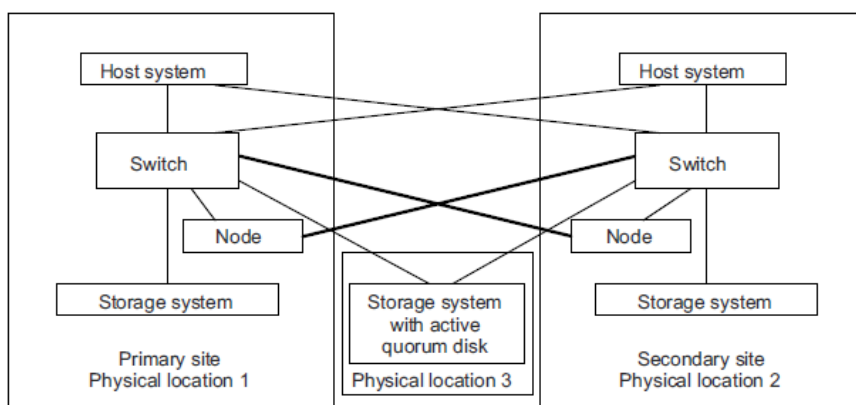 Host system
Host system
Switch
Switch
Node
Node
Storage system
Storage system
with active
quorum disk
Storage system
Primary site
Physical location 1
Physical location 3
Secondary site
Physical location 2